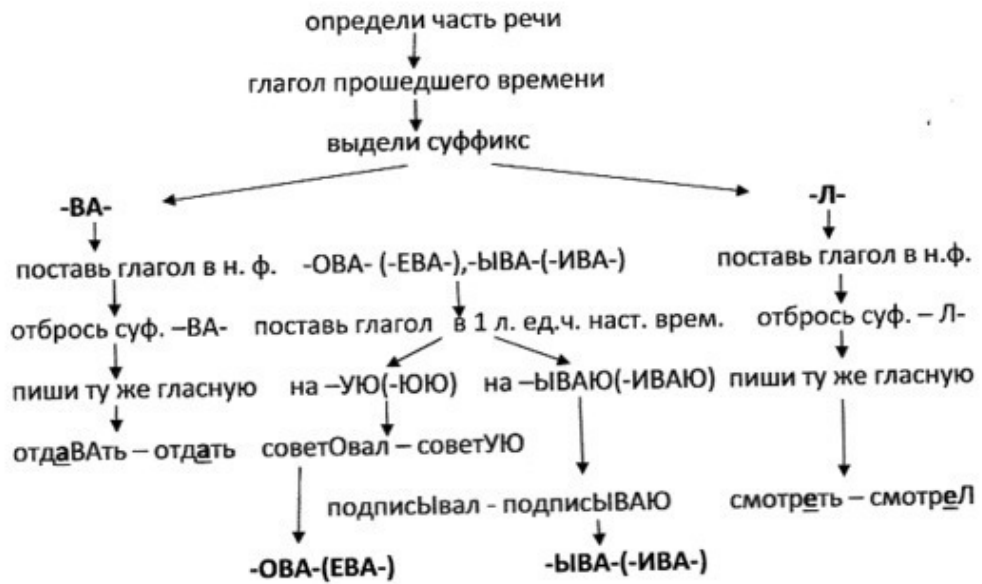 определи часть речи
глагол прошедшего времени
выдели суффикс
-ВА- -Л-
поставь глагол в н. ф. -ОВА- (-ЕВА-),-ЫВА-(-ИВА-) поставь глагол в н.ф.
отбрось суф. –ВА- поставь глагол в 1 л. ед.ч. наст. врем. отбрось суф. – Л-
пиши ту же гласную на –УЮ(-ЮЮ) на –ЫВАЮ(-ИВАЮ) пиши ту же гласную
отдаВАть – отдать советОвал – советУЮ
подписЫвал - подписЫВАЮ смотреть – смотреЛ
-ОВА-(ЕВА-) -ЫВА-(-ИВА-)